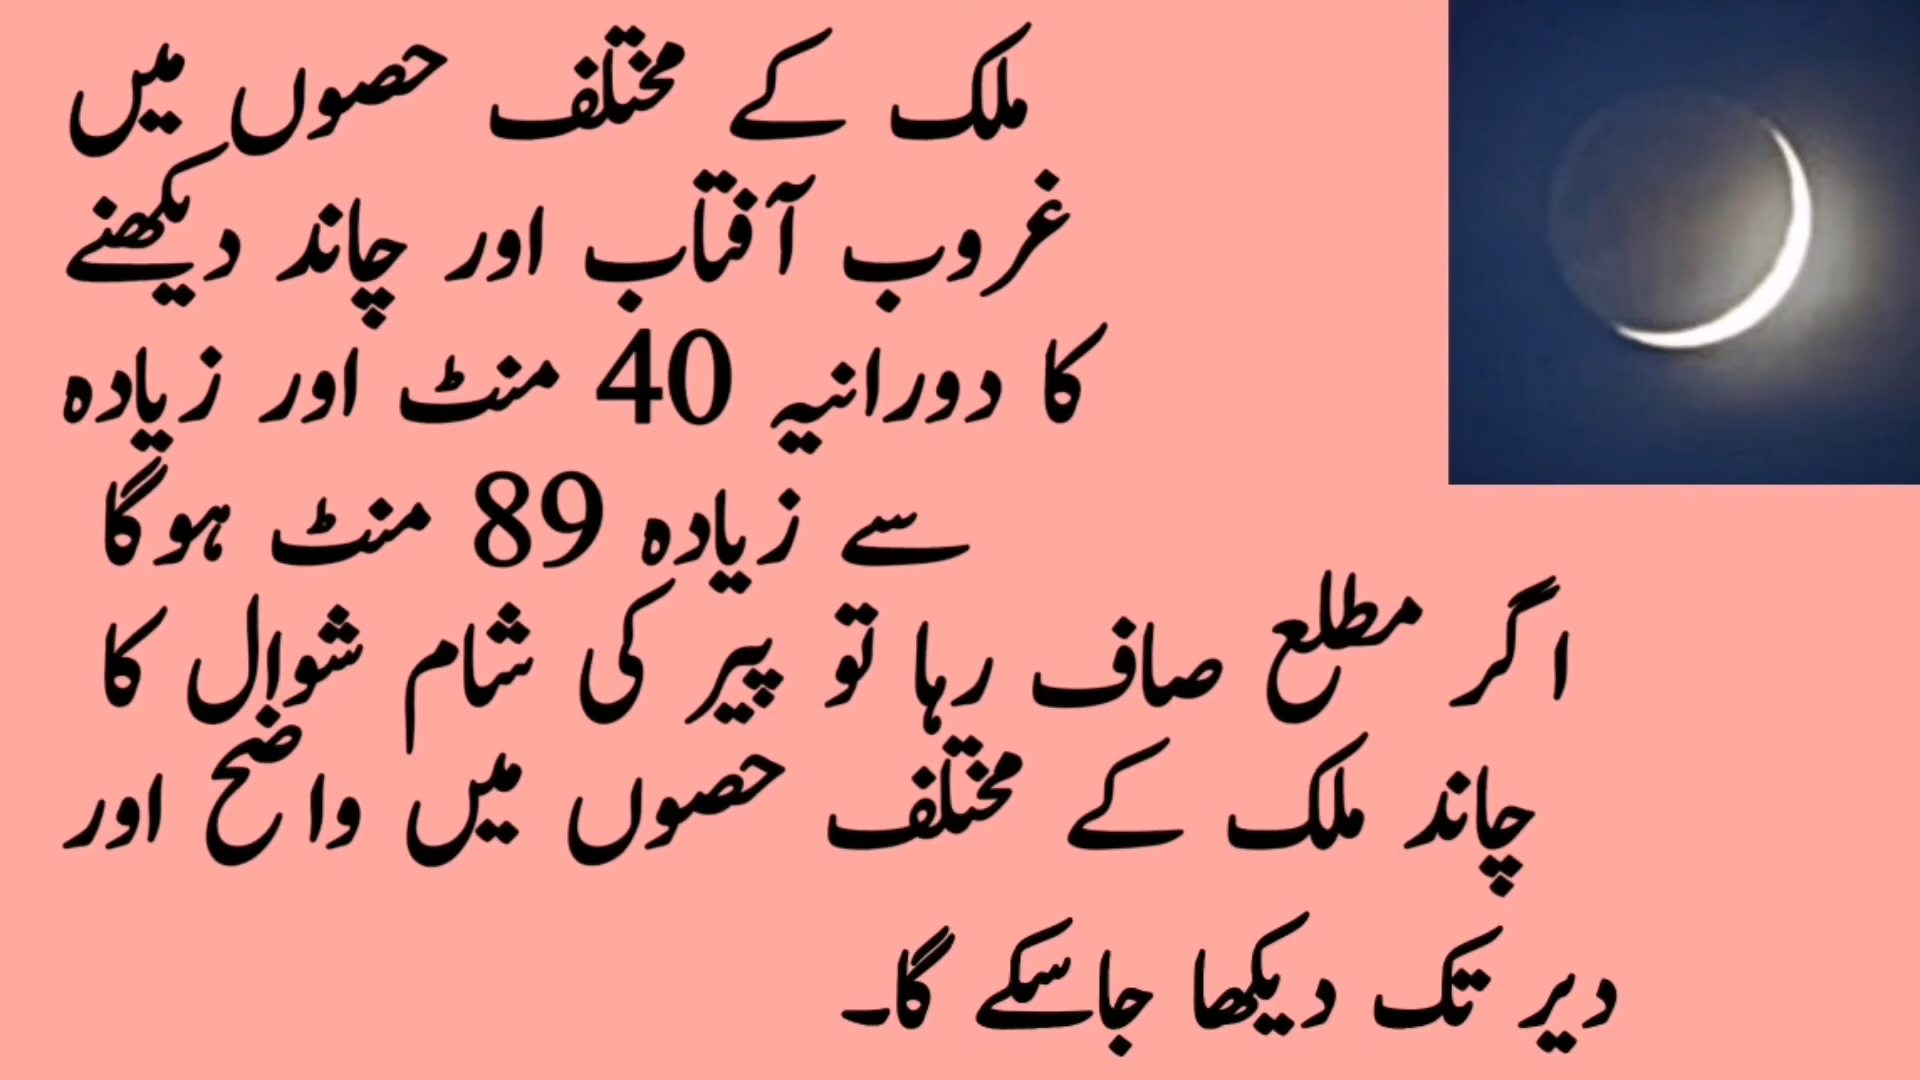 ملک کے مختلف حصوں میں
غروب آفتاب اور چاند دیکھنے
کا دورانیہ 40 منٹ اور زیادہ
سے زیادہ 89 منٹ ہوگا
اگر مطلع صاف رہا تو پیر کی شام شوال کا
چاند ملک کے مختلف حصوں میں واضح اور
دیر تک دیکھا جاسکے گا۔